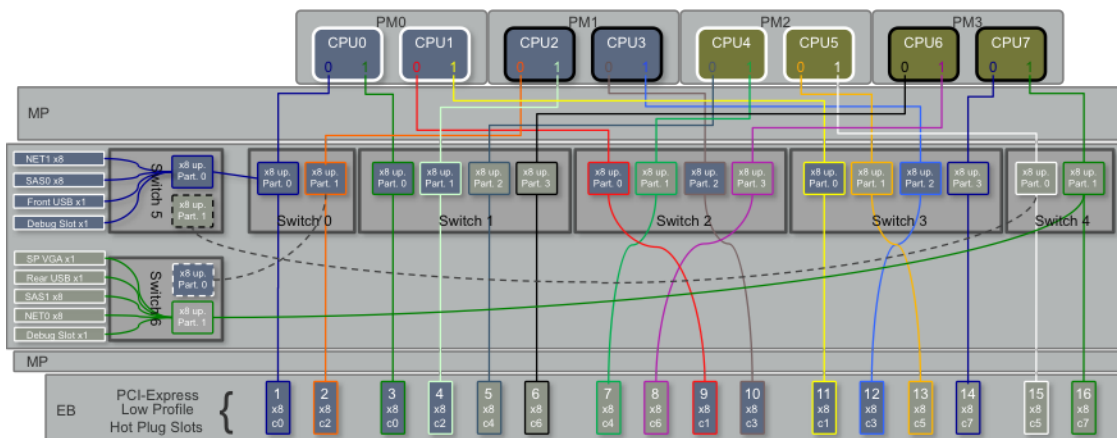 PM0 PM1 PM2 PM3
CPU0 CPU1 CPU2 CPU3 CPU4 CPU5 CPU6 CPU7
0 1 0 1 0 1 0 1 0 1 0 1 0 1 0 1
MP
NET1 x8
SAS0 x8
Front USB x1
Debug Slot x1
Switch 5
x8 up.
Part. 0
x8 up.
Part. 1
x8 up.
Part. 0
x8 up.
Part. 1
Switch 0
x8 up.
Part. 0
x8 up.
Part. 1
x8 up.
Part. 2
x8 up.
Part. 3
Switch 1
x8 up.
Part. 0
x8 up.
Part. 1
x8 up.
Part. 2
x8 up.
Part. 3
Switch 2
x8 up.
Part. 0
x8 up.
Part. 1
x8 up.
Part. 2
x8 up.
Part. 3
Switch 3
x8 up.
Part. 0
x8 up.
Part. 1
Switch 4
SP VGA x1
Rear USB x1
SAS1 x8
NET0 x8
Debug Slot x1
Switch 6
x8 up.
Part. 0
x8 up.
Part. 1
MP
EB
PCI-Express
Low Profile
Hot Plug Slots
{
1 2 3 4 5 6 7 8 9 10 11 12 13 14 15 16
x8 x8 x8 x8 x8 x8 x8 x8 x8 x8 x8 x8 x8 x8 x8 x8
c0 c2 c0 c2 c4 c6 c4 c6 c1 c3 c1 c3 c5 c7 c5 c7